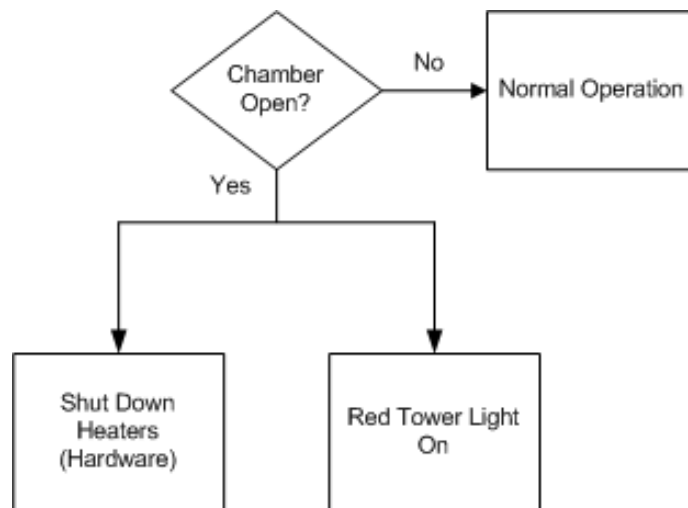 Chamber
Open?
No
Normal Operation
Yes
Shut Down
Heaters
(Hardware)
Red Tower Light
On